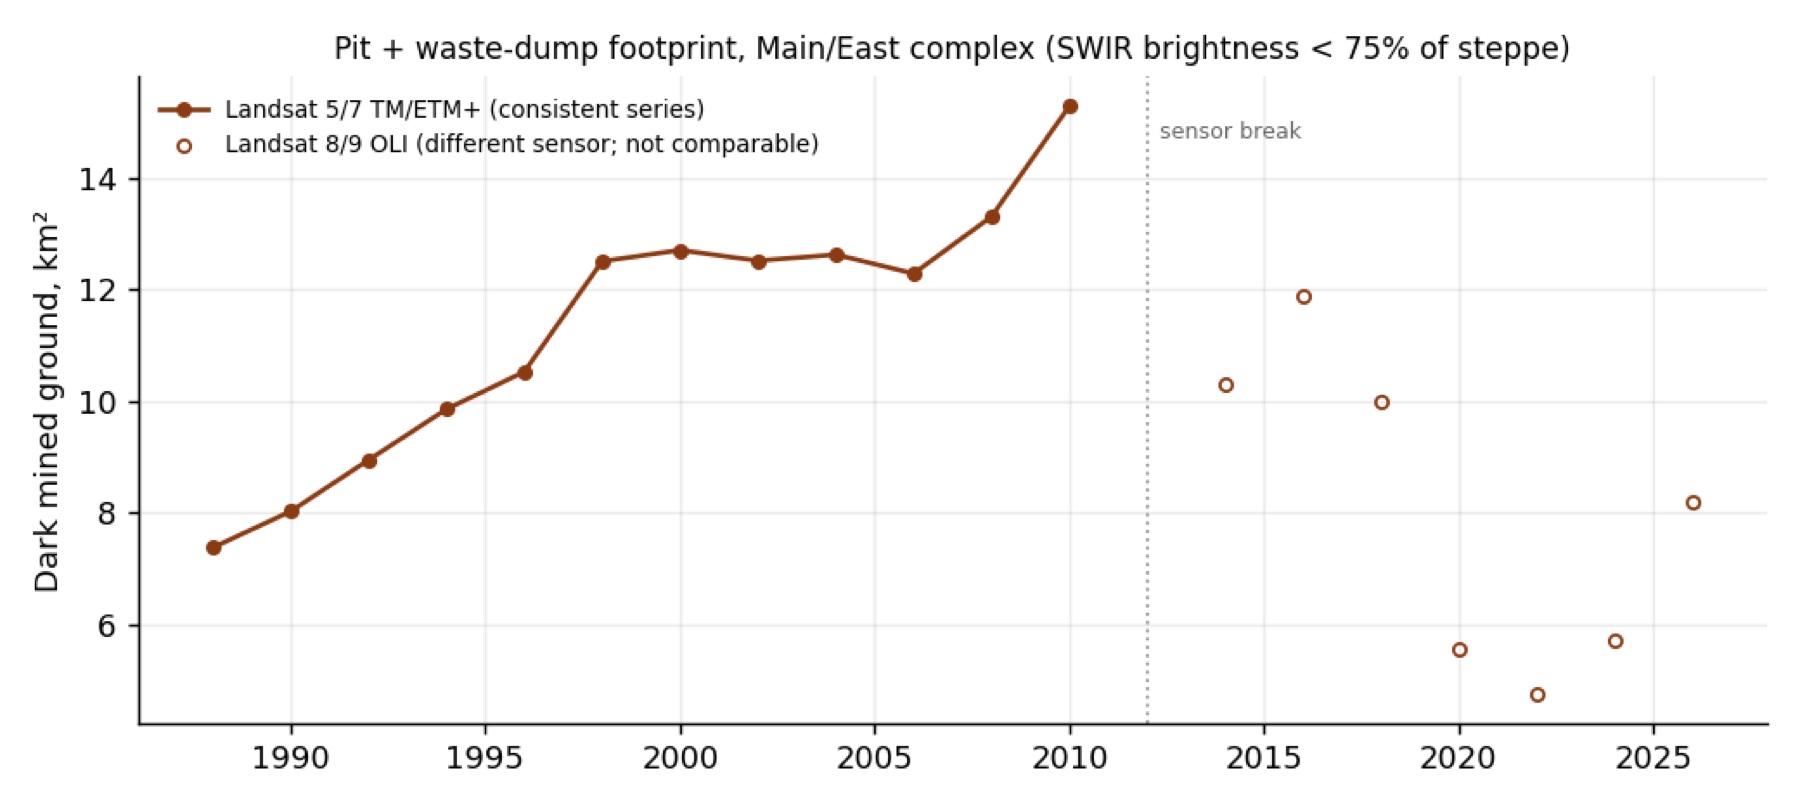 Pit + waste-dump footprint, Main/East complex (SWIR brightness < 75% of steppe)
Landsat 5/7 TM/ETM+ (consistent series)
Landsat 8/9 OLI (different sensor; not comparable)
sensor break
Dark mined ground, km²
14
12
10
8
6
1990
1995
2000
2005
2010
2015
2020
2025